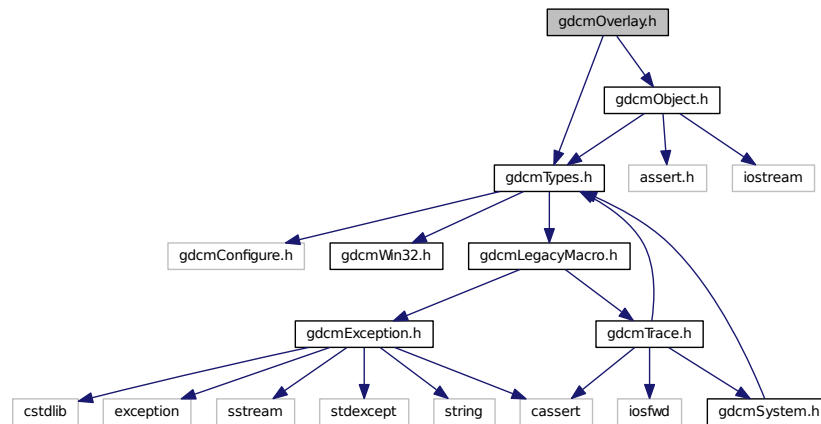 gdcmOverlay.h
gdcmObject.h
gdcmTypes.h
assert.h
iostream
gdcmConfigure.h
gdcmWin32.h
gdcmLegacyMacro.h
gdcmException.h
gdcmTrace.h
cstdlib
exception
sstream
stdexcept
string
cassert
iosfwd
gdcmSystem.h